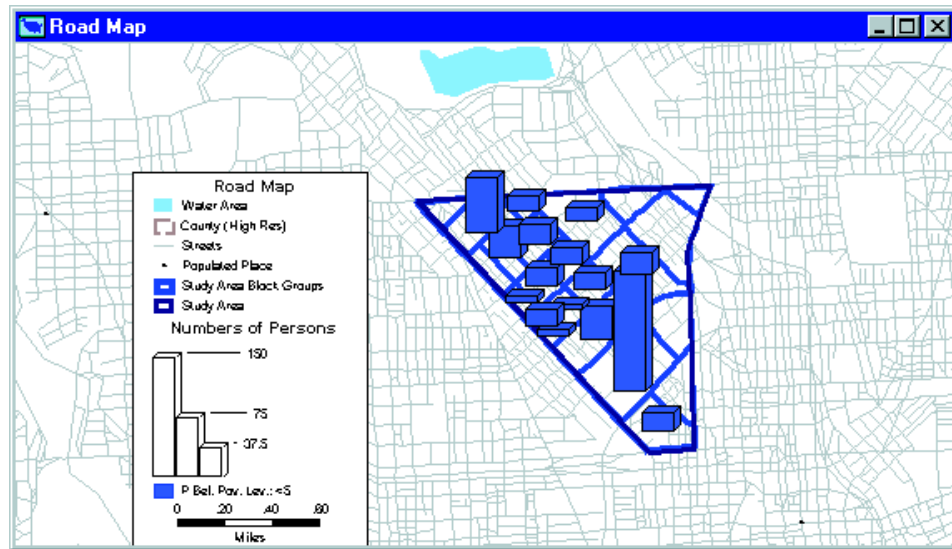 Road Map
Road Map
Water Area
County (High Res)
Streets
Populated Place
Study Area Block Groups
Study Area
Numbers of Persons
150
75
37.5
P Bel. Pov. Lev.: <5
0 .20 .40 .60
Miles